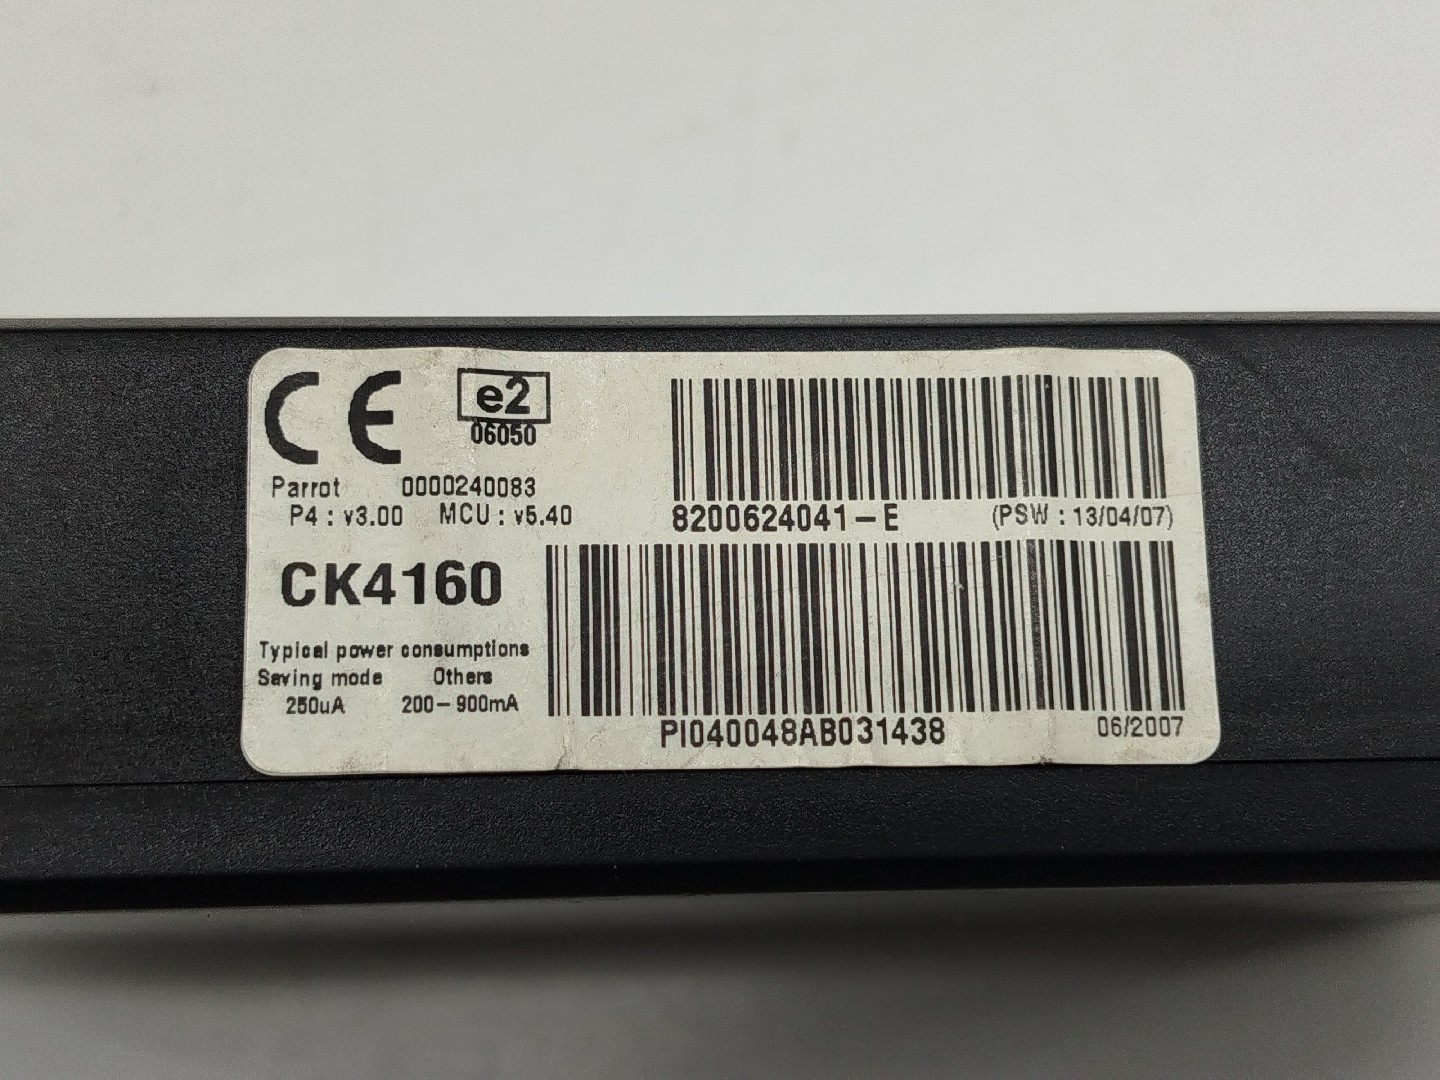 CE
e2
06050
Parrot 0000240083
P4 : v3.00 MCU : v5.40
8200624041-E (PSW : 13/04/07)
CK4160
Typical power consumptions
Saving mode Others
250uA 200-900mA
PI040048AB031438 06/2007